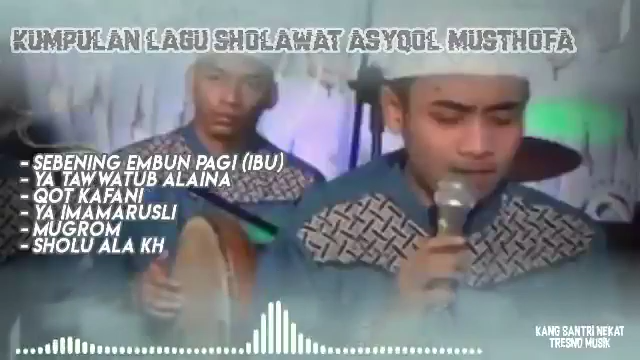 KUMPULAN LAGU SHOLAWAT ASYQOL MUSTHOFA
- SEBENING EMBUN PAGI (IBU)
- YA TAWWATUB ALAINA
- QOT KAFANI
- YA IMAMARUSLI
- MUGROM
- SHOLU ALA KH
KANG SANTRI NEKAT
TRESNO MUSIK